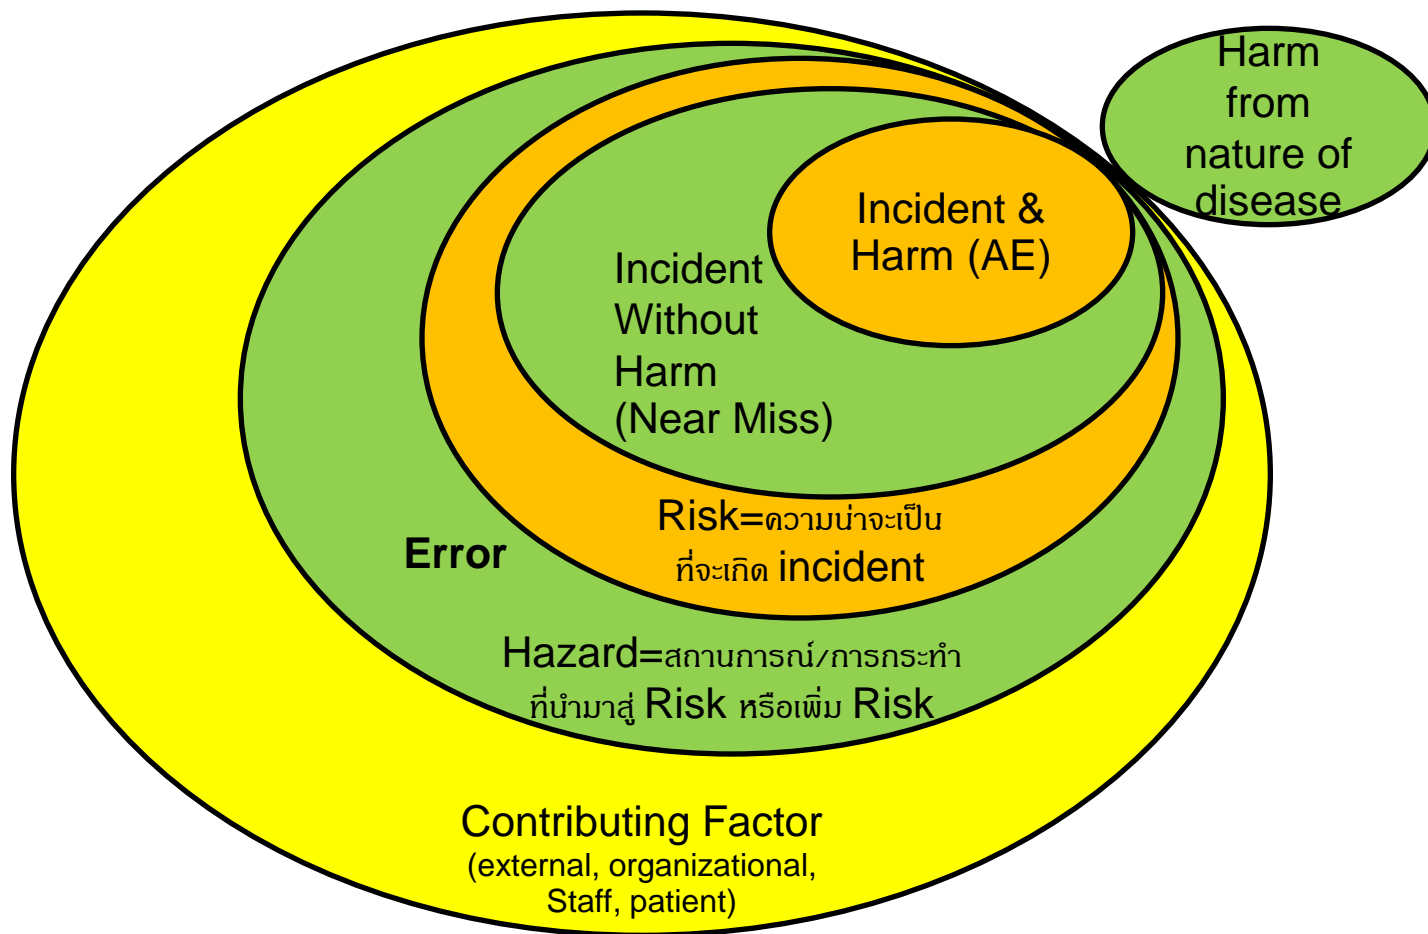 Harm
from
nature of
disease
Incident &
Harm (AE)
Incident
Without
Harm
(Near Miss)
Risk=ความน่าจะเป็น
ที่จะเกิด incident
Error
Hazard=สถานการณ์/การกระทำ
ที่นำมาสู่ Risk หรือเพิ่ม Risk
Contributing Factor
(external, organizational,
Staff, patient)